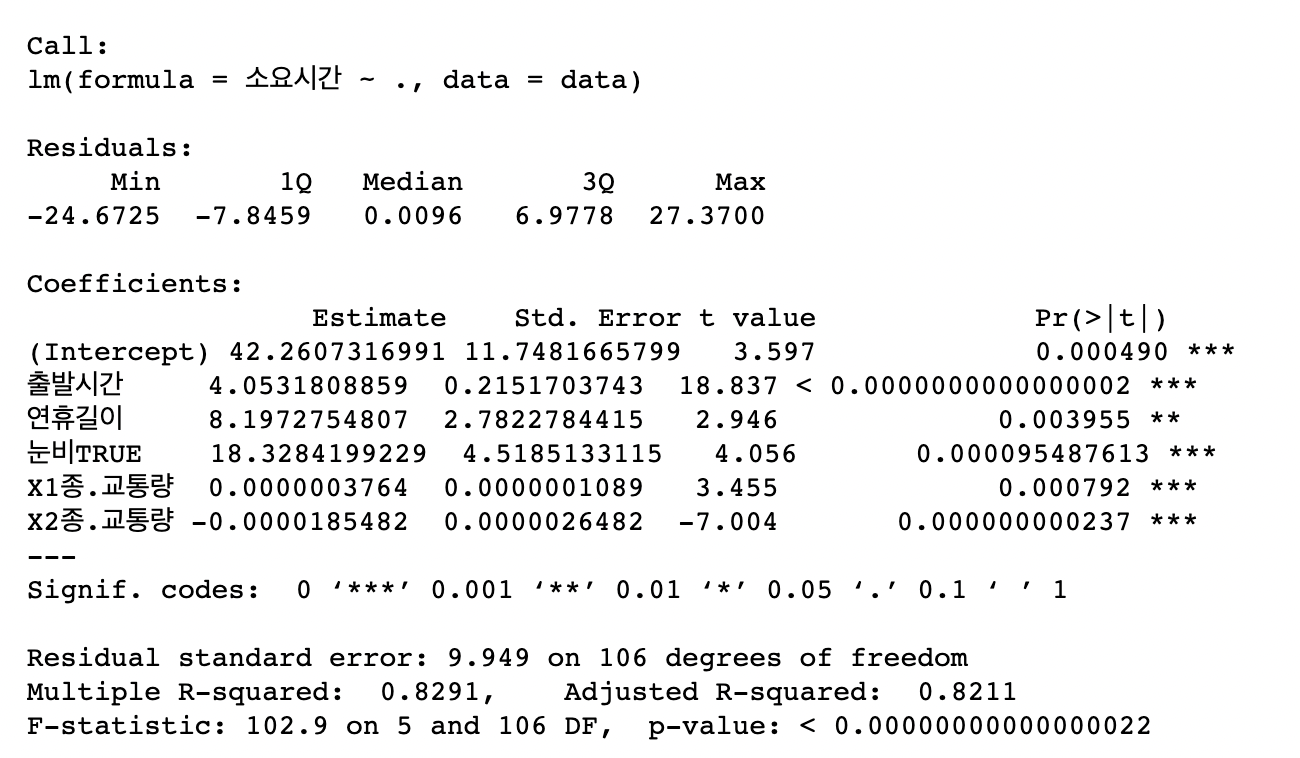 Call:
lm(formula = 소요시간 ~ ., data = data)
Residuals:
Min 1Q Median 3Q Max
-24.6725 -7.8459 0.0096 6.9778 27.3700
Coefficients:
Estimate Std. Error t value Pr(>|t|)
(Intercept) 42.2607316991 11.7481665799 3.597 0.000490 ***
출발시간 4.0531808859 0.2151703743 18.837 < 0.0000000000000002 ***
연휴길이 8.1972754807 2.7822784415 2.946 0.003955 **
눈비TRUE 18.3284199229 4.5185133115 4.056 0.000095487613 ***
X1종.교통량 0.0000003764 0.0000001089 3.455 0.000792 ***
X2종.교통량 -0.0000185482 0.0000026482 -7.004 0.000000000237 ***
---
Signif. codes: 0 ‘***’ 0.001 ‘**’ 0.01 ‘*’ 0.05 ‘.’ 0.1 ‘ ’ 1
Residual standard error: 9.949 on 106 degrees of freedom
Multiple R-squared: 0.8291, Adjusted R-squared: 0.8211
F-statistic: 102.9 on 5 and 106 DF, p-value: < 0.00000000000000022